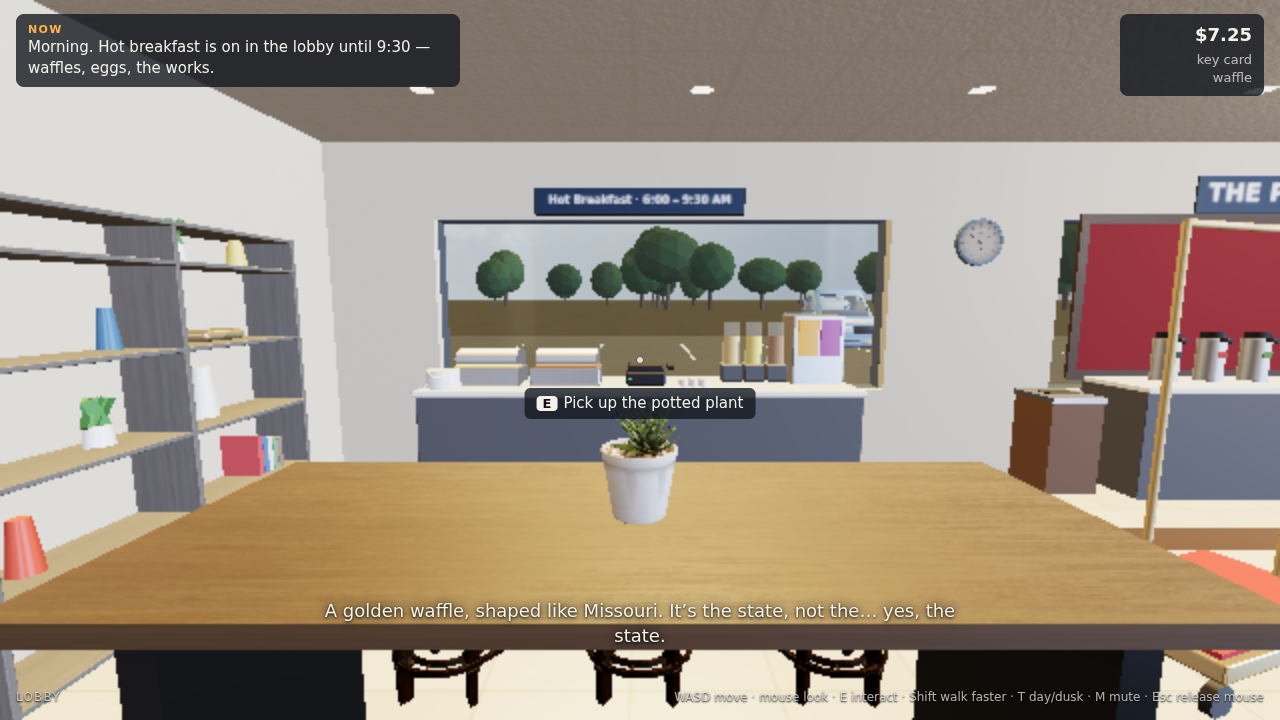 NOW
Morning. Hot breakfast is on in the lobby until 9:30 —
waffles, eggs, the works.
$7.25
key card
waffle
Hot Breakfast · 6:00 – 9:30 AM
THE
E Pick up the potted plant
A golden waffle, shaped like Missouri. It’s the state, not the… yes, the
state.
LOBBY
WASD move · mouse look · E interact · Shift walk faster · T day/dusk · M mute · Esc release mouse